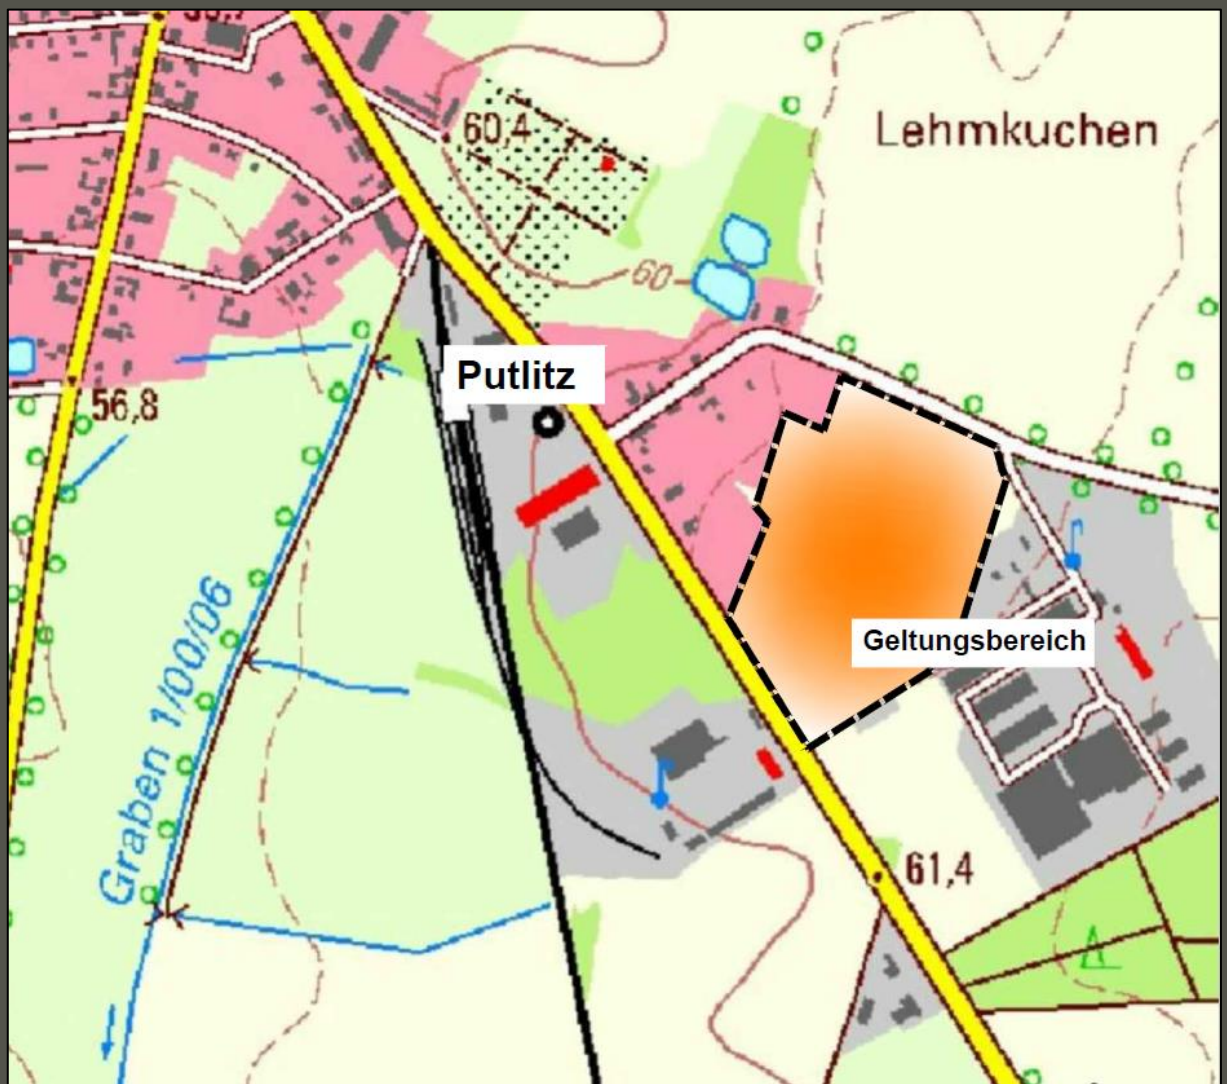 Lehmkuchen
60,4
60
Putlitz
56,8
Geltungsbereich
Graben 1/00/06
61,4